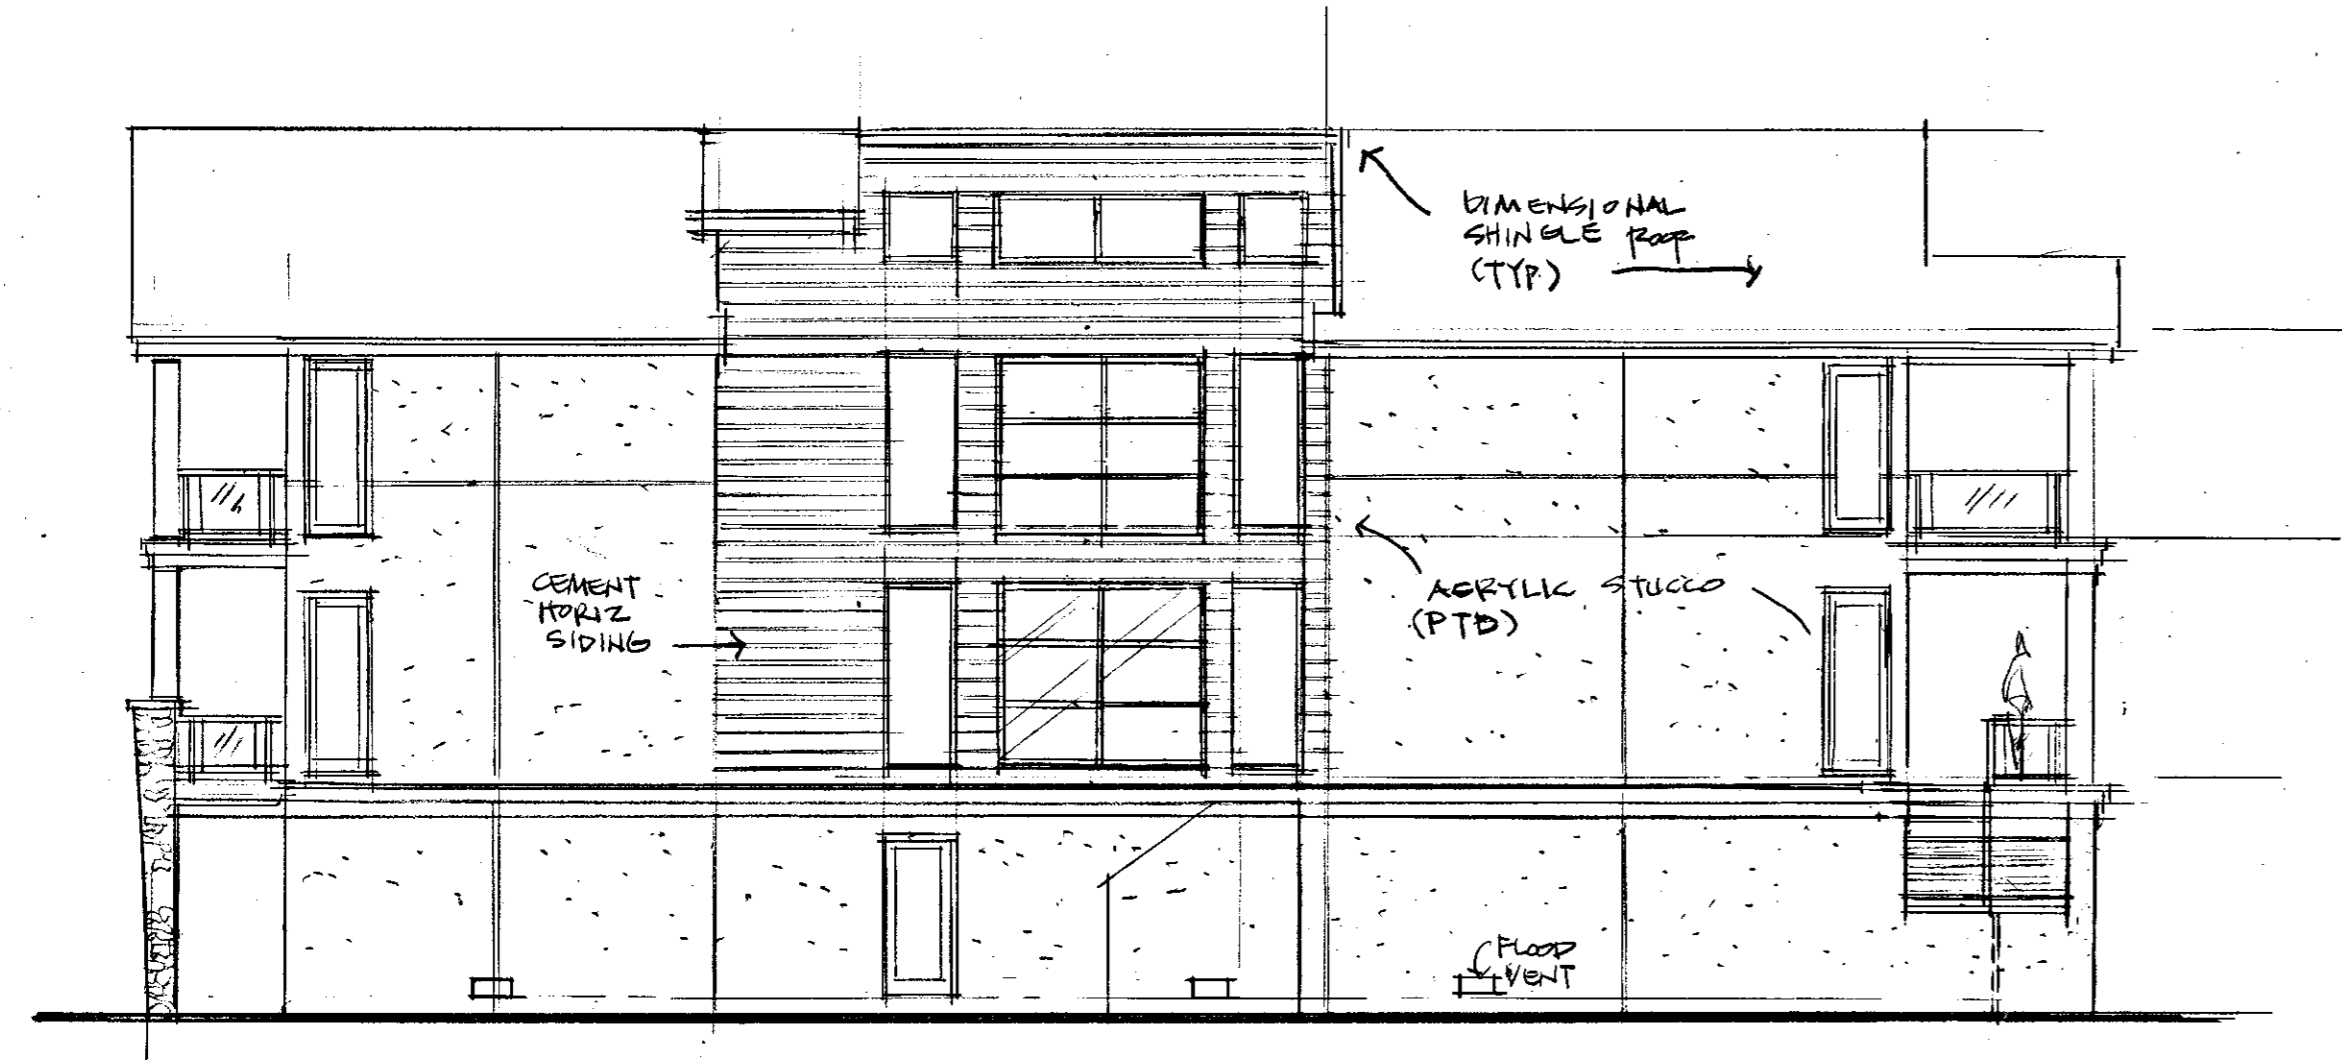 DIMENSIONAL
SHINGLE ROOF
(TYP.)
CEMENT
HORIZ
SIDING
ACRYLIC STUCCO
(PTD)
FLOOD
VENT